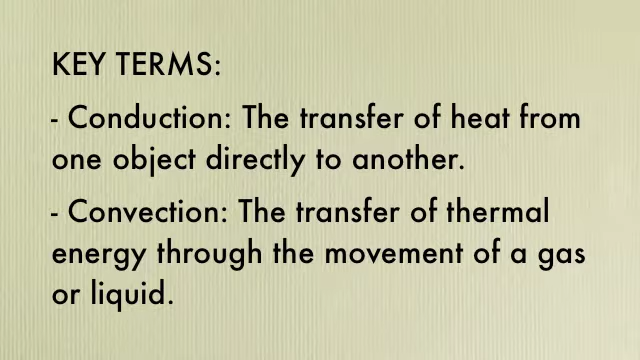 KEY TERMS:
- Conduction: The transfer of heat from
one object directly to another.
- Convection: The transfer of thermal
energy through the movement of a gas
or liquid.